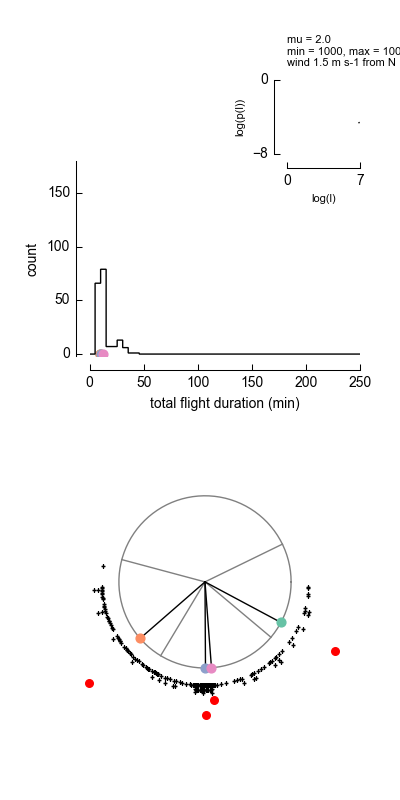 mu = 2.0
min = 1000, max = 100
wind 1.5 m s-1 from N
0
log(p(l))
−8
0
7
log(l)
150
100
50
0
count
0
50
100
150
200
250
total flight duration (min)